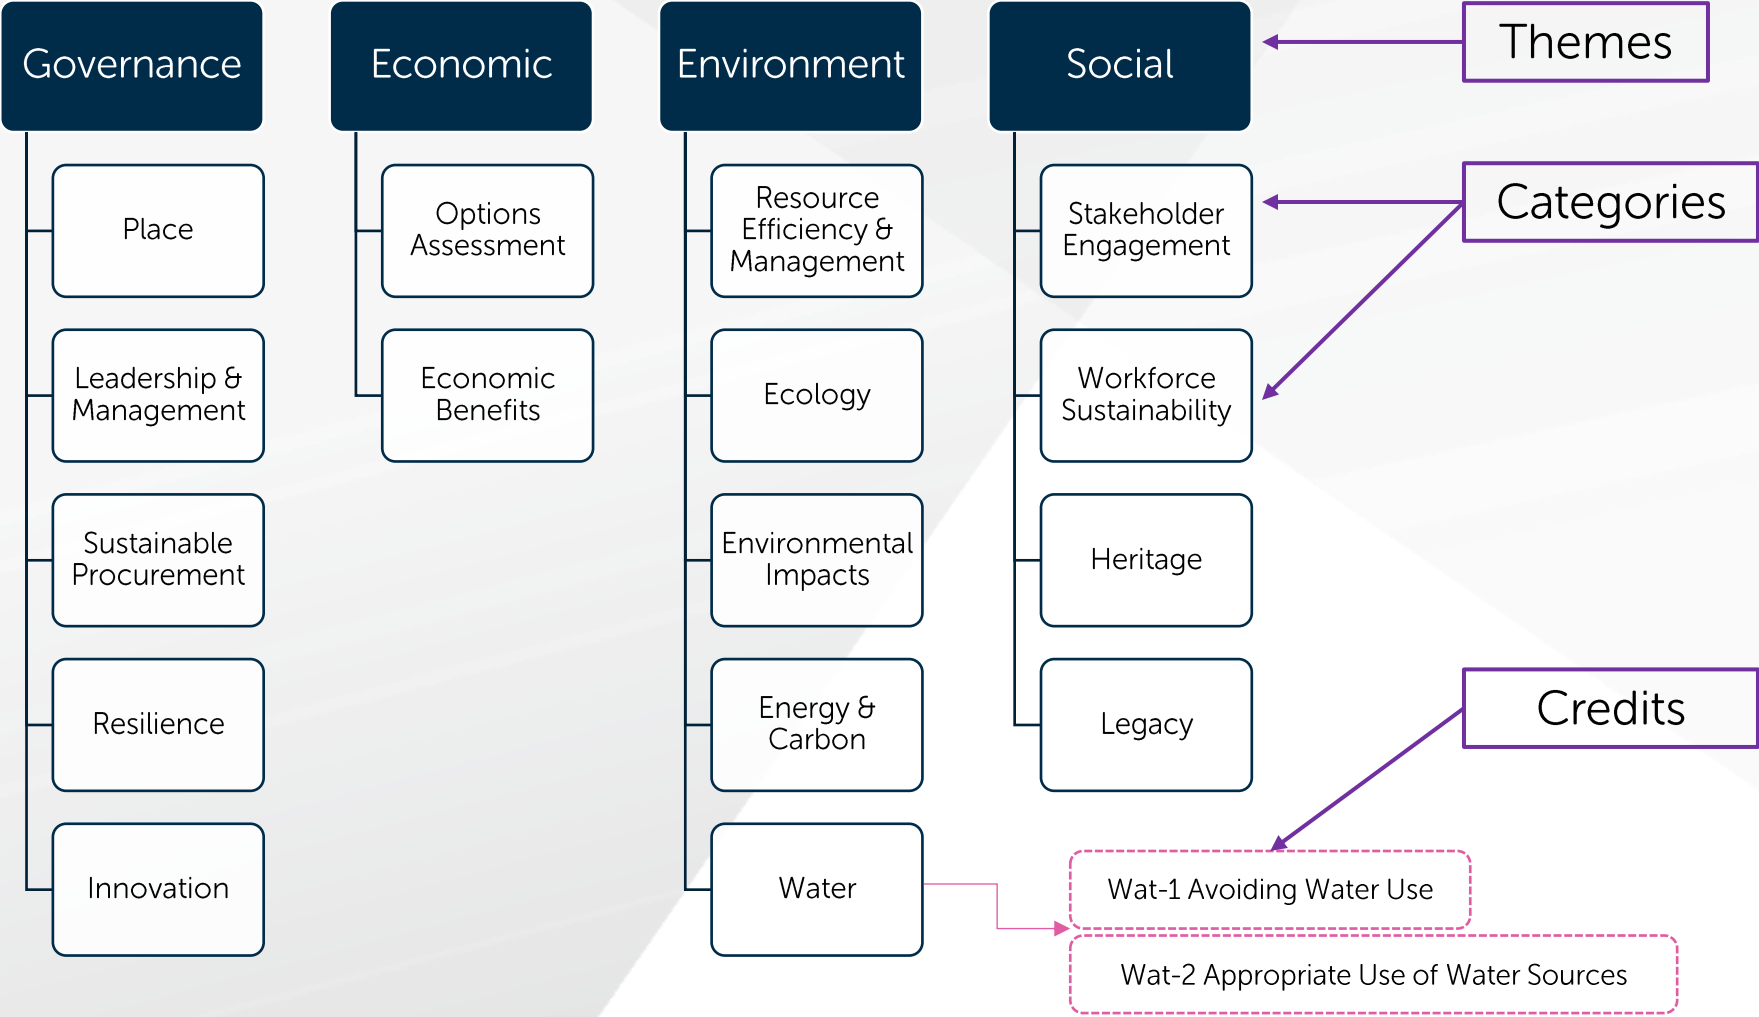 Governance
Economic
Environment
Social
Themes
Place
Leadership &
Management
Sustainable
Procurement
Resilience
Innovation
Options
Assessment
Economic
Benefits
Resource
Efficiency &
Management
Ecology
Environmental
Impacts
Energy &
Carbon
Water
Stakeholder
Engagement
Workforce
Sustainability
Heritage
Legacy
Categories
Credits
Wat-1 Avoiding Water Use
Wat-2 Appropriate Use of Water Sources